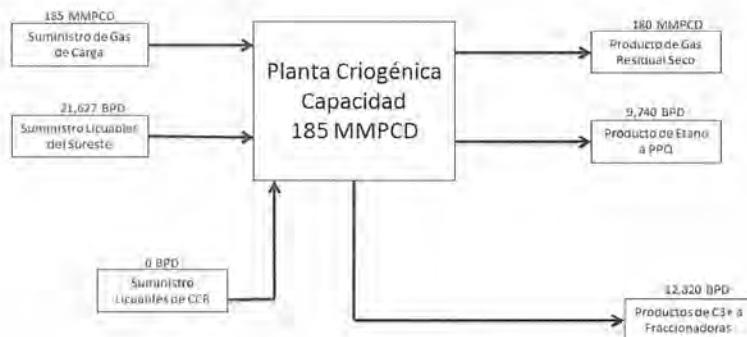 185 MMPCD
Suministro de Gas
de Carga
21,627 BPD
Suministro Licuables
del Sureste
0 BPD
Suministro
Licuables de CCR
Planta Criogénica
Capacidad
185 MMPCD
180 MMPCD
Producto de Gas
Residual Seco
9,740 BPD
Producto de Etano
a PPQ
12,320 BPD
Productos de C3+ a
Fraccionadoras